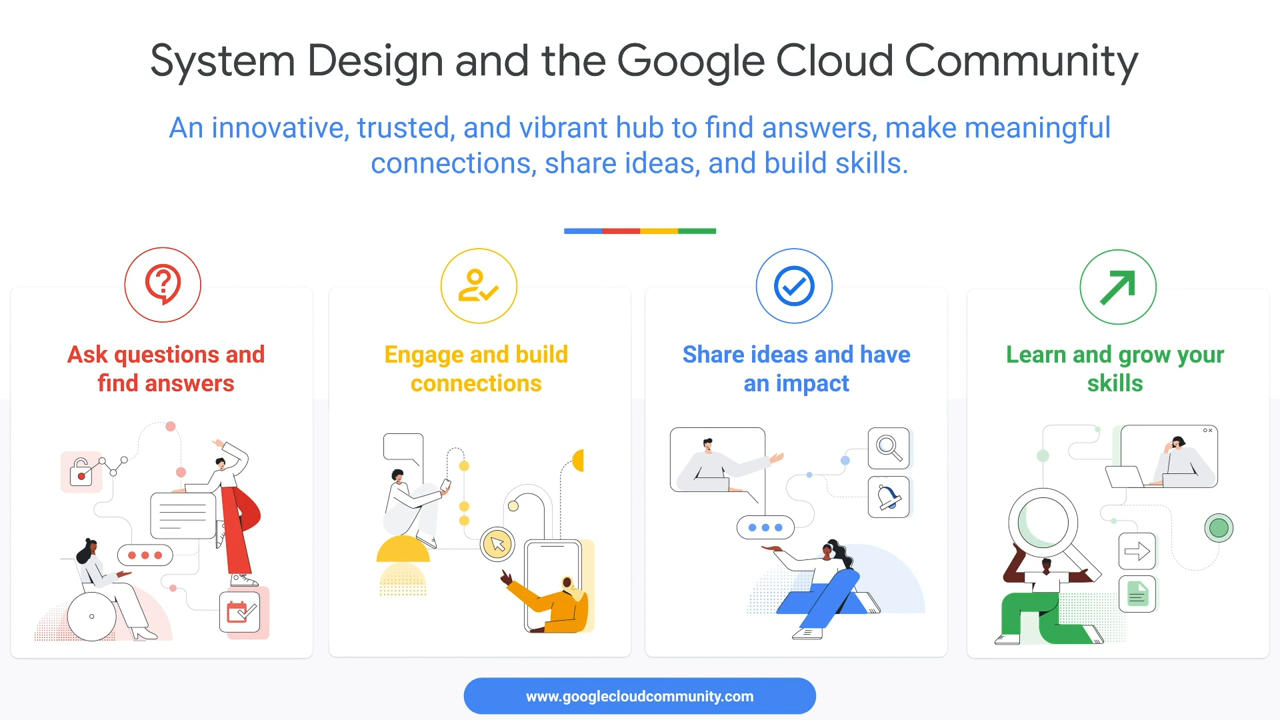 System Design and the Google Cloud Community
An innovative, trusted, and vibrant hub to find answers, make meaningful
connections, share ideas, and build skills.
Ask questions and
find answers
Engage and build
connections
Share ideas and have
an impact
Learn and grow your
skills
www.googlecloudcommunity.com